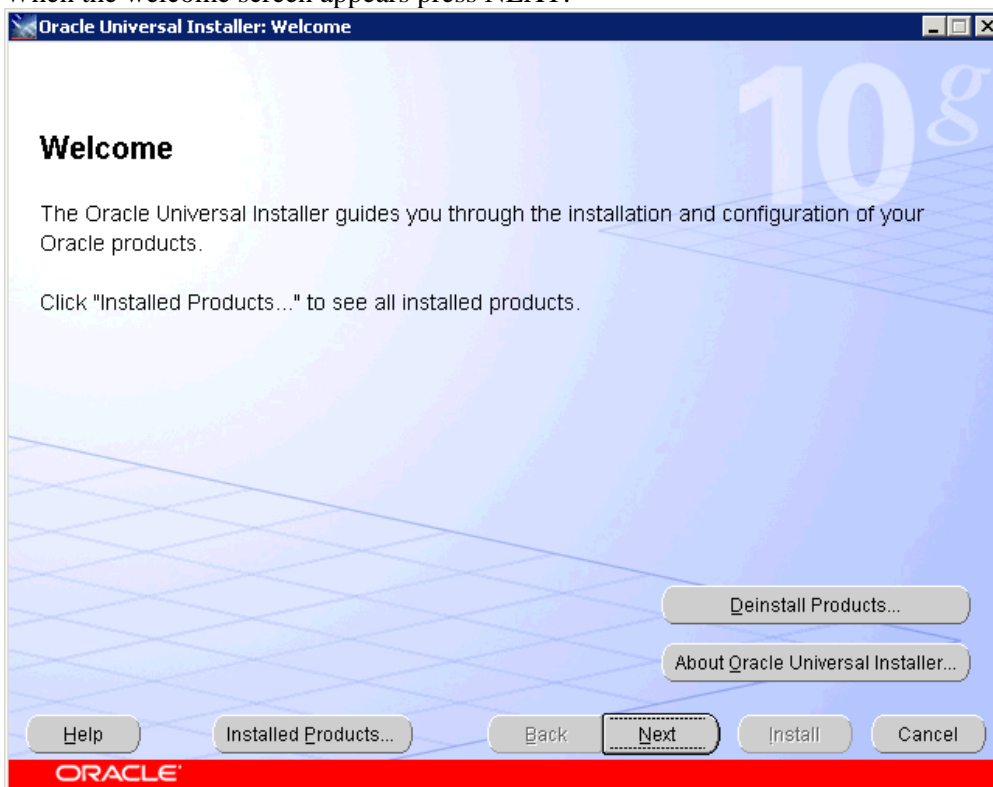 When the welcome screen appears press NEXT.
Oracle Universal Installer: Welcome
10g
Welcome
The Oracle Universal Installer guides you through the installation and configuration of your
Oracle products.
Click "Installed Products..." to see all installed products.
Deinstall Products...
About Oracle Universal Installer...
Help
Installed Products...
Back
Next
Install
Cancel
ORACLE